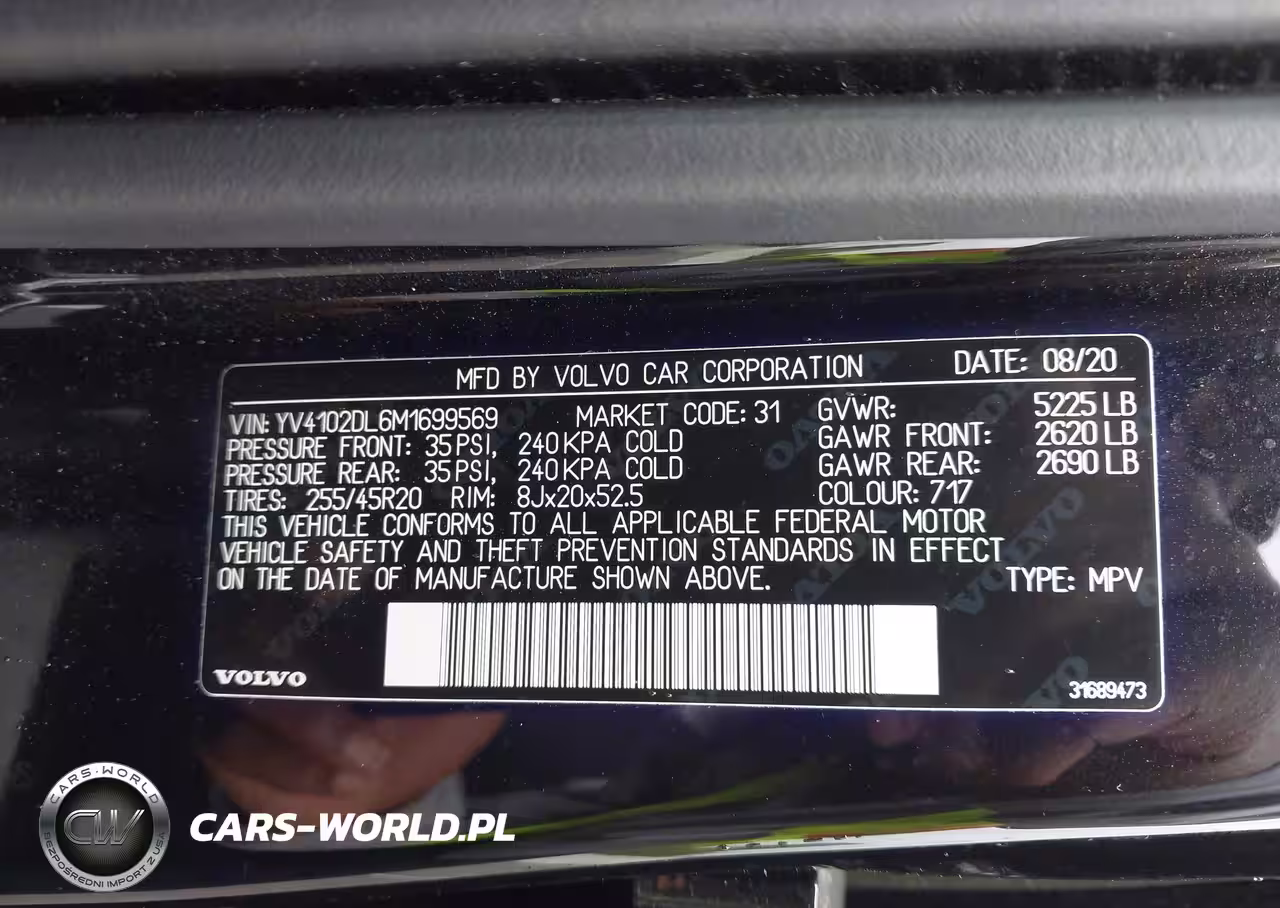 MFD BY VOLVO CAR CORPORATION DATE: 08/20
VIN: YV4102DL6M1699569 MARKET CODE: 31 GVWR: 5225 LB
PRESSURE FRONT: 35 PSI, 240 KPA COLD GAWR FRONT: 2620 LB
PRESSURE REAR: 35 PSI, 240 KPA COLD GAWR REAR: 2690 LB
TIRES: 255/45R20 RIM: 8Jx20x52.5 COLOUR: 717
THIS VEHICLE CONFORMS TO ALL APPLICABLE FEDERAL MOTOR
VEHICLE SAFETY AND THEFT PREVENTION STANDARDS IN EFFECT
ON THE DATE OF MANUFACTURE SHOWN ABOVE. TYPE: MPV
VOLVO
31689473
CARS-WORLD
CW
BEZPOŚREDNI IMPORT Z USA
CARS-WORLD.PL